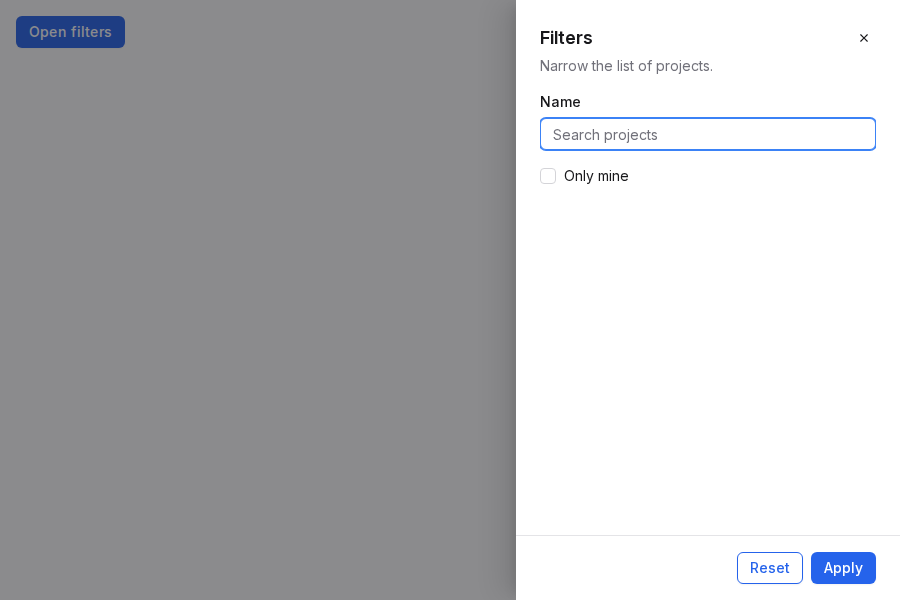 Open filters
Filters
Narrow the list of projects.
Name
Search projects
Only mine
Reset
Apply